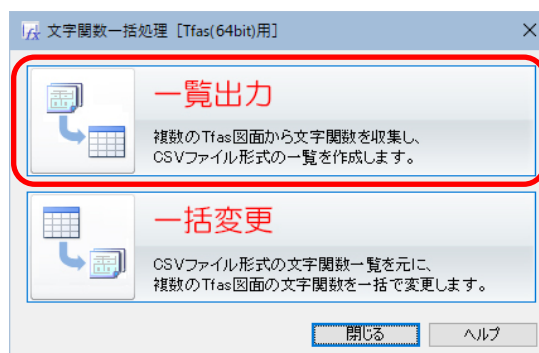 文字関数一括処理 [Tfas(64bit)用]
一覧出力
複数のTfas図面から文字関数を収集し、
CSVファイル形式の一覧を作成します。
一括変更
CSVファイル形式の文字関数一覧を元に、
複数のTfas図面の文字関数を一括で変更します。
閉じる
ヘルプ